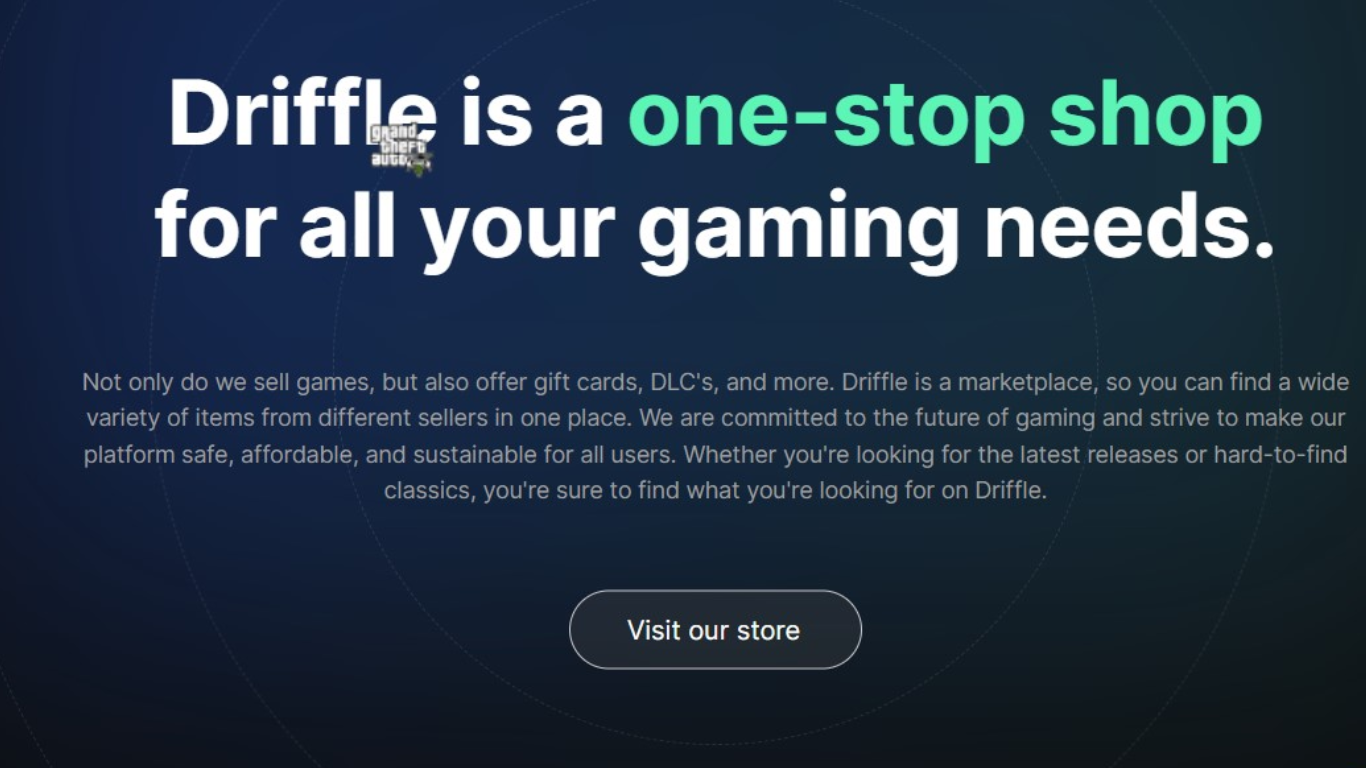 Driffle is a one-stop shop
grand
theft
auto
for all your gaming needs.
Not only do we sell games, but also offer gift cards, DLC's, and more. Driffle is a marketplace, so you can find a wide
variety of items from different sellers in one place. We are committed to the future of gaming and strive to make our
platform safe, affordable, and sustainable for all users. Whether you're looking for the latest releases or hard-to-find
classics, you're sure to find what you're looking for on Driffle.
Visit our store